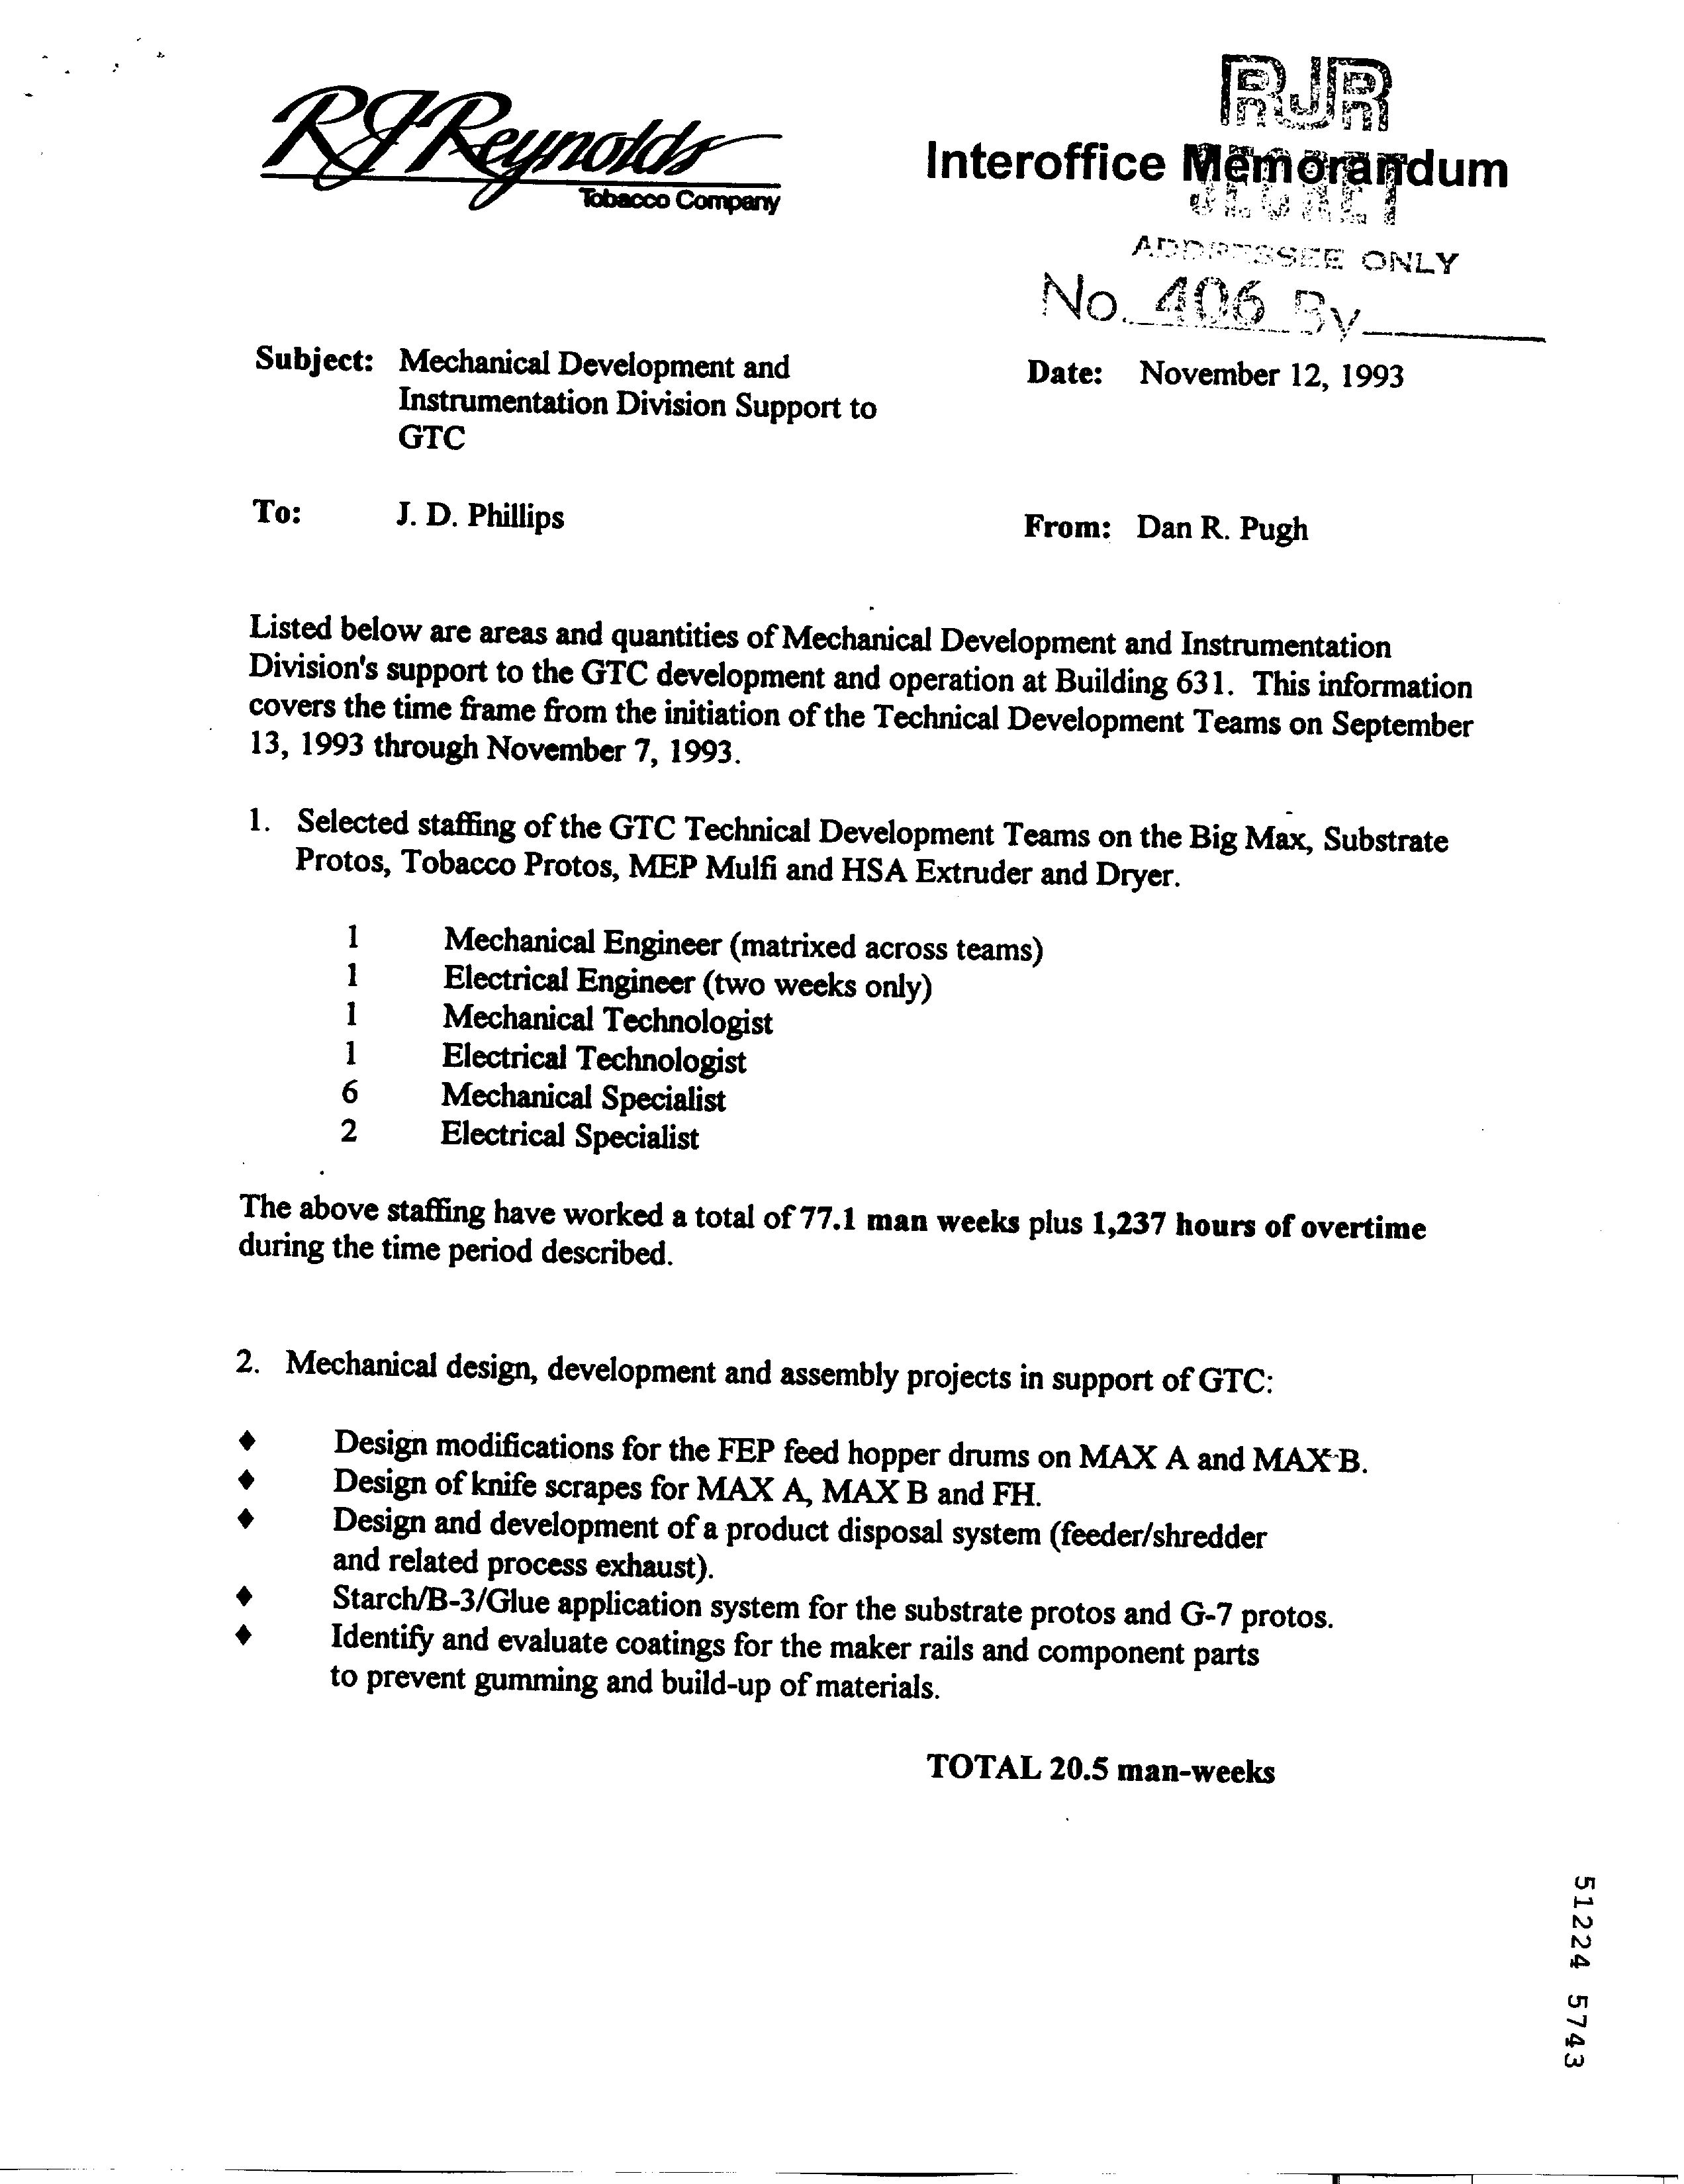 RJReynolds
Tobacco Company
RJR
Interoffice Memorandum
SECRET
ADDRESSEE ONLY
No. 406 By
Subject: Mechanical Development and
Instrumentation Division Support to
GTC
Date: November 12, 1993
To: J. D. Phillips
From: Dan R. Pugh
Listed below are areas and quantities of Mechanical Development and Instrumentation
Division's support to the GTC development and operation at Building 631. This information
covers the time frame from the initiation of the Technical Development Teams on September
13, 1993 through November 7, 1993.
1. Selected staffing of the GTC Technical Development Teams on the Big Max, Substrate
Protos, Tobacco Protos, MEP Mulfi and HSA Extruder and Dryer.
1 Mechanical Engineer (matrixed across teams)
1 Electrical Engineer (two weeks only)
1 Mechanical Technologist
1 Electrical Technologist
6 Mechanical Specialist
2 Electrical Specialist
The above staffing have worked a total of 77.1 man weeks plus 1,237 hours of overtime
during the time period described.
2. Mechanical design, development and assembly projects in support of GTC:
♦ Design modifications for the FEP feed hopper drums on MAX A and MAX B.
♦ Design of knife scrapes for MAX A, MAX B and FH.
♦ Design and development of a product disposal system (feeder/shredder
and related process exhaust).
♦ Starch/B-3/Glue application system for the substrate protos and G-7 protos.
♦ Identify and evaluate coatings for the maker rails and component parts
to prevent gumming and build-up of materials.
TOTAL 20.5 man-weeks
51224 5743